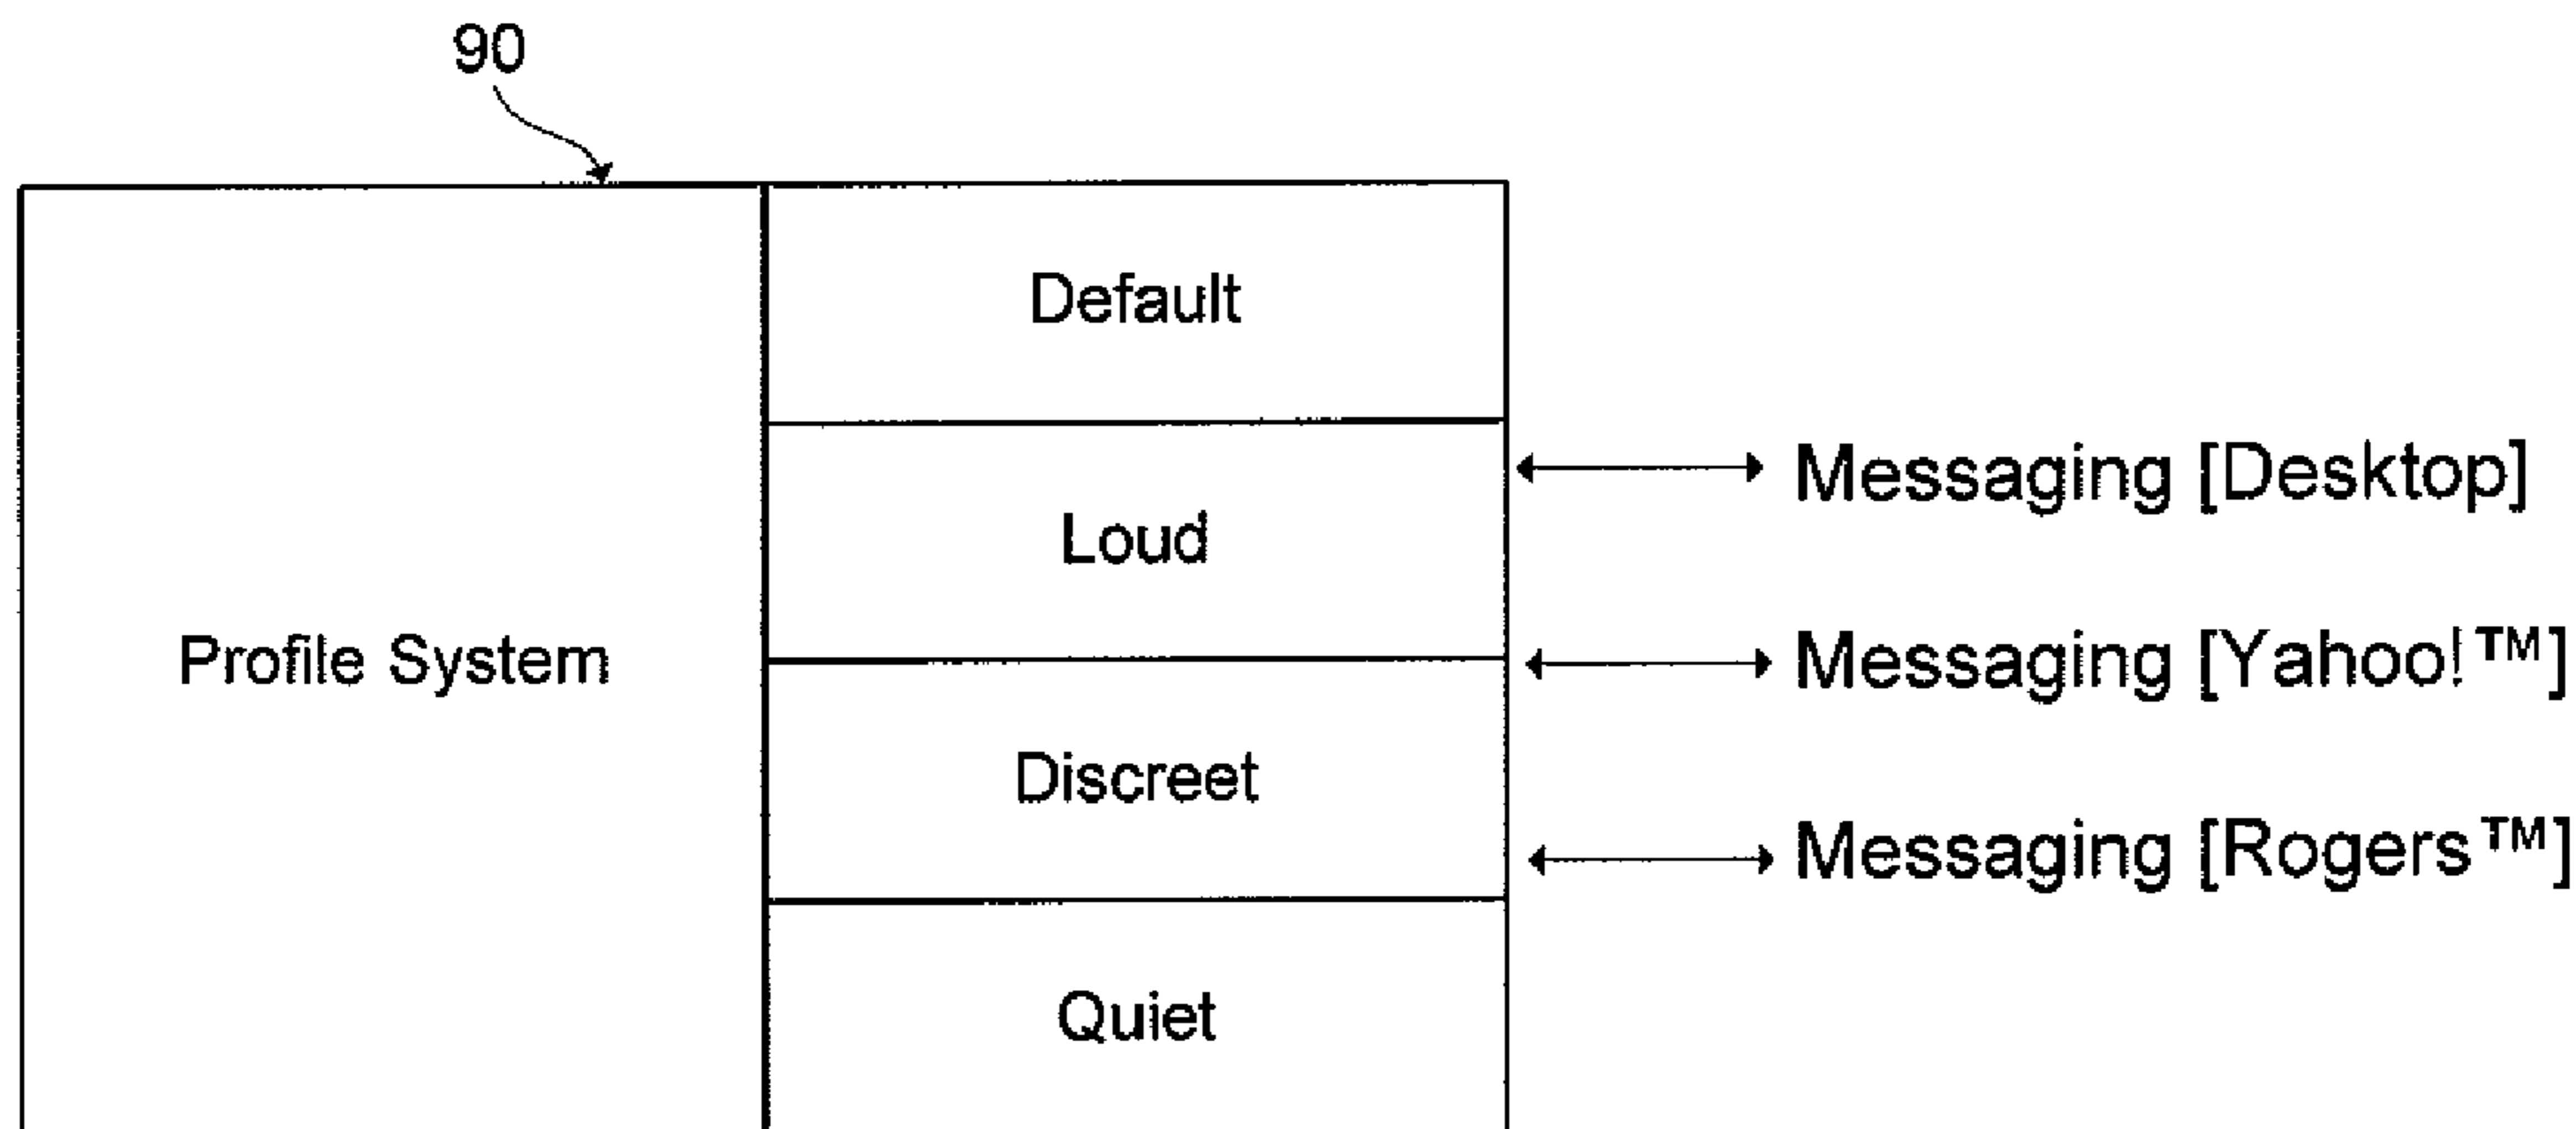 90
Default
Messaging [Desktop]
Loud
Profile System
Messaging [Yahoo!™]
Discreet
Messaging [Rogers™]
Quiet